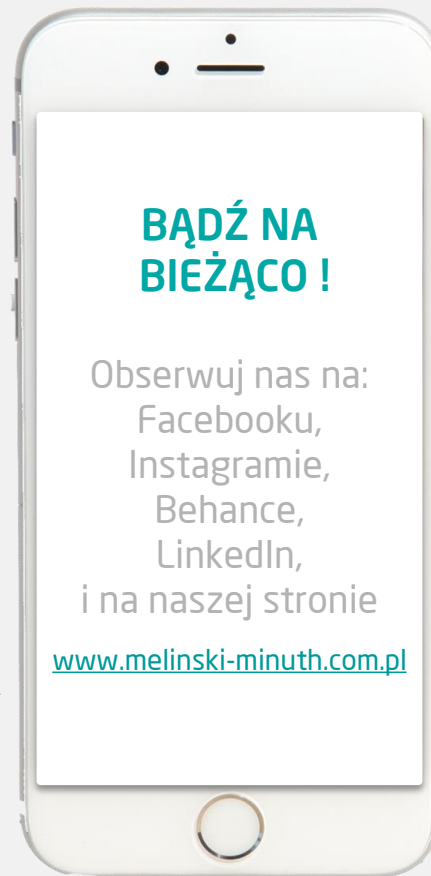 BĄDŹ NA
BIEŻĄCO !
Obserwuj nas na:
Facebooku,
Instagramie,
Behance,
LinkedIn,
i na naszej stronie
www.melinski-minuth.com.pl